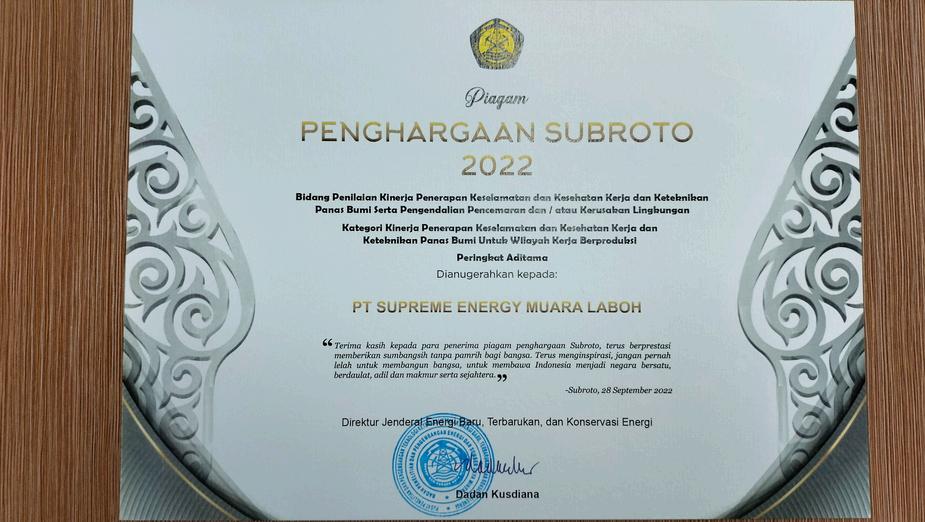 Piagam
PENGHARGAAN SUBROTO
2022
Bidang Penilaian Kinerja Penerapan Keselamatan dan Kesehatan Kerja dan Keteknikan
Panas Bumi Serta Pengendalian Pencemaran dan / atau Kerusakan Lingkungan
Kategori Kinerja Penerapan Keselamatan dan Kesehatan Kerja dan
Keteknikan Panas Bumi Untuk Wilayah Kerja Berproduksi
Peringkat Aditama
Dianugerahkan kepada:
PT SUPREME ENERGY MUARA LABOH
“ Terima kasih kepada para penerima piagam penghargaan Subroto, terus berprestasi
memberikan sumbangsih tanpa pamrih bagi bangsa. Terus menginspirasi, jangan pernah
lelah untuk membangun bangsa, untuk membawa Indonesia menjadi negara bersatu,
berdaulat, adil dan makmur serta sejahtera. ”
-Subroto, 28 September 2022
Direktur Jenderal Energi Baru, Terbarukan, dan Konservasi Energi
Dadan Kusdiana